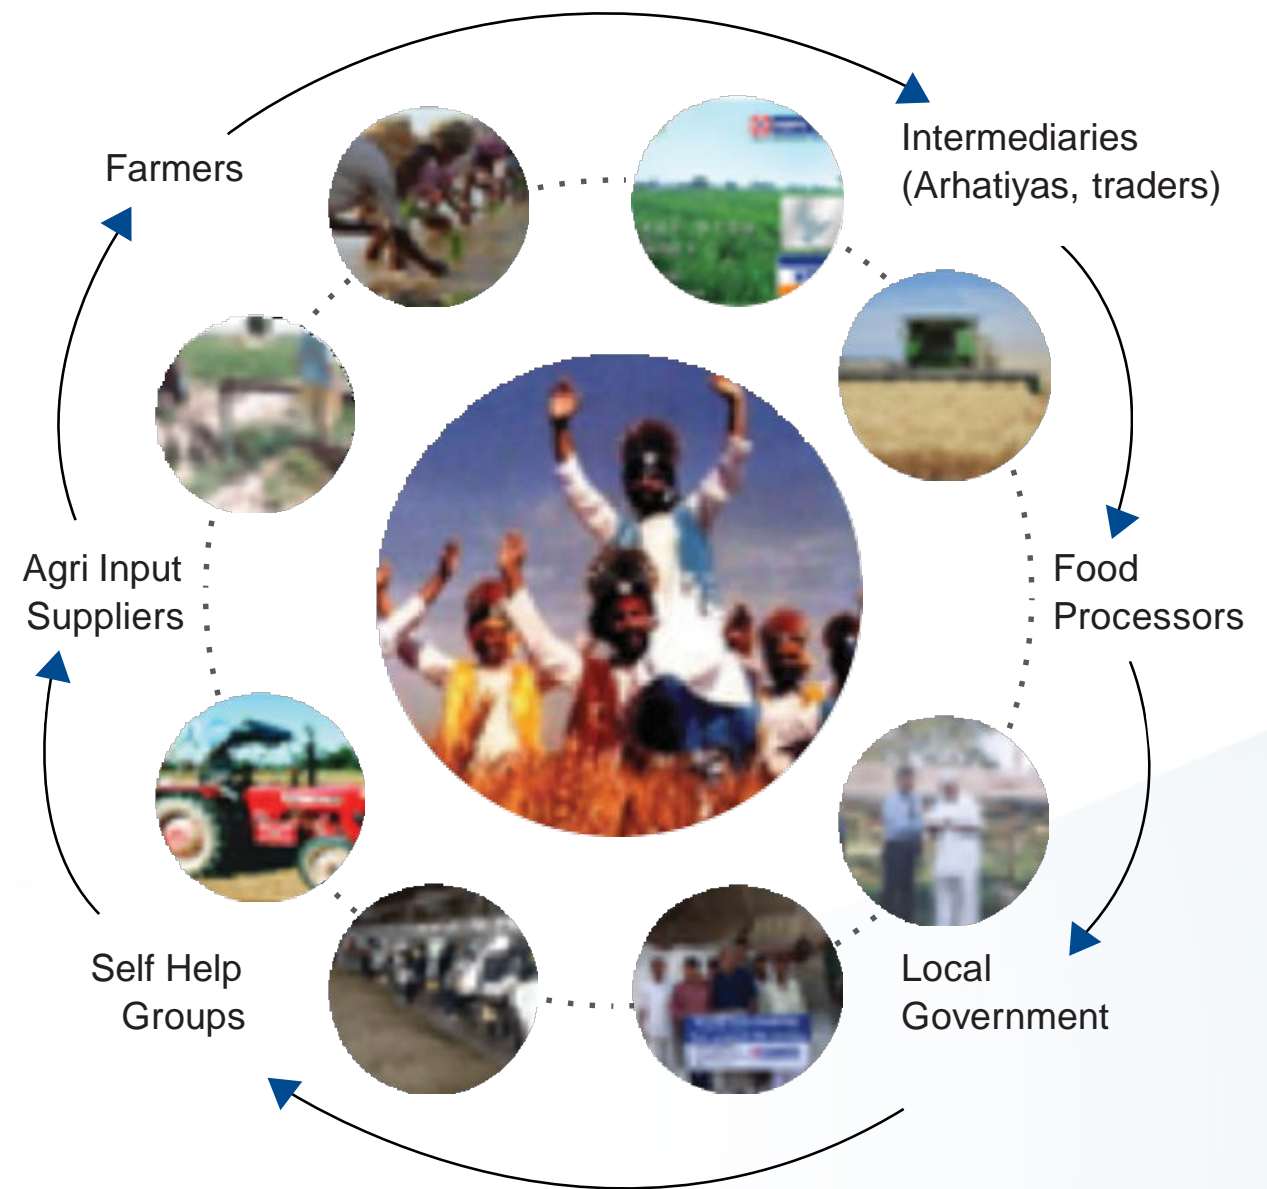 Farmers
Intermediaries
(Arhatiyas, traders)
Food
Processors
Local
Government
Self Help
Groups
Agri Input
Suppliers